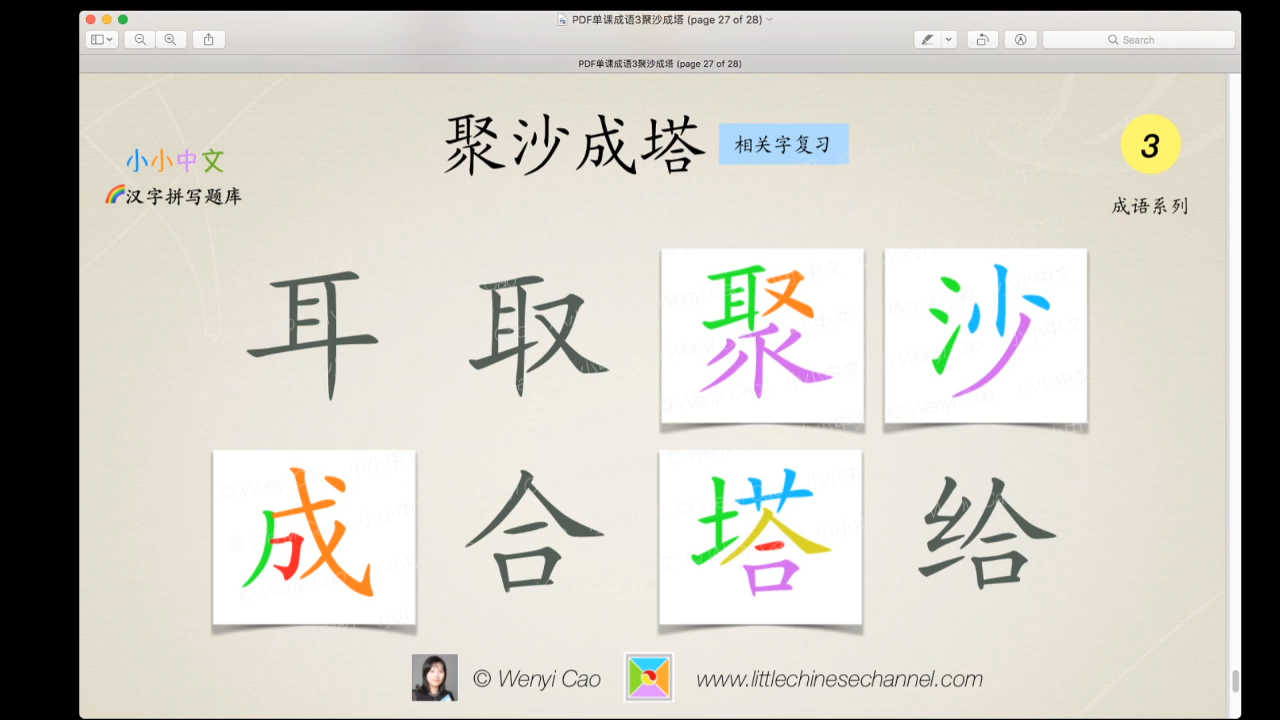 PDF单课成语3聚沙成塔 (page 27 of 28)
Search
PDF单课成语3聚沙成塔 (page 27 of 28)
聚沙成塔 相关字复习
小小中文
汉字拼写题库
3
成语系列
耳 取 聚 沙
成 合 塔 给
© Wenyi Cao www.littlechinesechannel.com